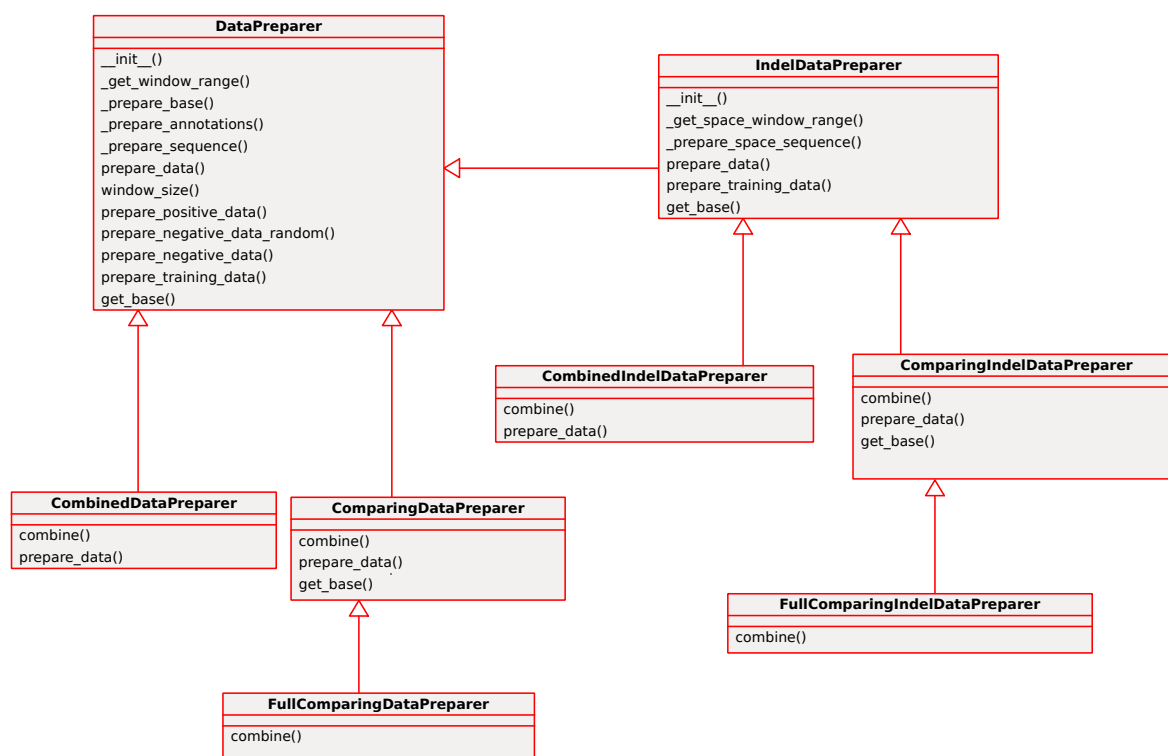 DataPreparer
__init__()
_get_window_range()
_prepare_base()
_prepare_annotations()
_prepare_sequence()
prepare_data()
window_size()
prepare_positive_data()
prepare_negative_data_random()
prepare_negative_data()
prepare_training_data()
get_base()
IndelDataPreparer
__init__()
_get_space_window_range()
_prepare_space_sequence()
prepare_data()
prepare_training_data()
get_base()
CombinedIndelDataPreparer
combine()
prepare_data()
ComparingIndelDataPreparer
combine()
prepare_data()
get_base()
CombinedDataPreparer
combine()
prepare_data()
ComparingDataPreparer
combine()
prepare_data()
get_base()
FullComparingIndelDataPreparer
combine()
FullComparingDataPreparer
combine()